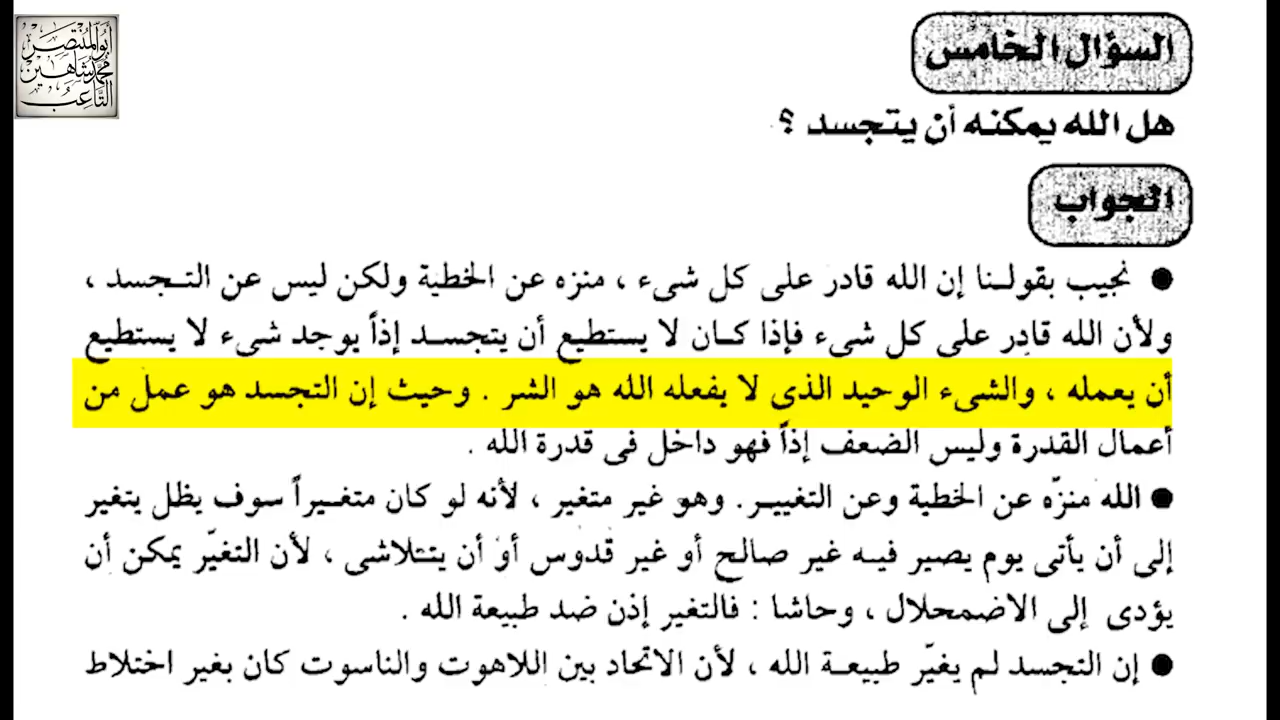 أبو المنتصر
محمد شاهين
التاعب
السؤال الخامس
هل الله يمكنه أن يتجسد ؟
الجواب
● نجيب بقولنا إن الله قادر على كل شىء ، منزه عن الخطية ولكن ليس عن التجسد ،
ولأن الله قادر على كل شىء فإذا كان لا يستطيع أن يتجسد إذاً يوجد شىء لا يستطيع
أن يعمله ، والشىء الوحيد الذى لا يفعله الله هو الشر . وحيث إن التجسد هو عمل من
أعمال القدرة وليس الضعف إذاً فهو داخل فى قدرة الله .
● الله منزّه عن الخطية وعن التغيير. وهو غير متغير ، لأنه لو كان متغيراً سوف يظل يتغير
إلى أن يأتى يوم يصير فيه غير صالح أو غير قدوس أو أن يتلاشى ، لأن التغيّر يمكن أن
يؤدى إلى الاضمحلال ، وحاشا : فالتغير إذن ضد طبيعة الله .
● إن التجسد لم يغيّر طبيعة الله ، لأن الاتحاد بين اللاهوت والناسوت كان بغير اختلاط